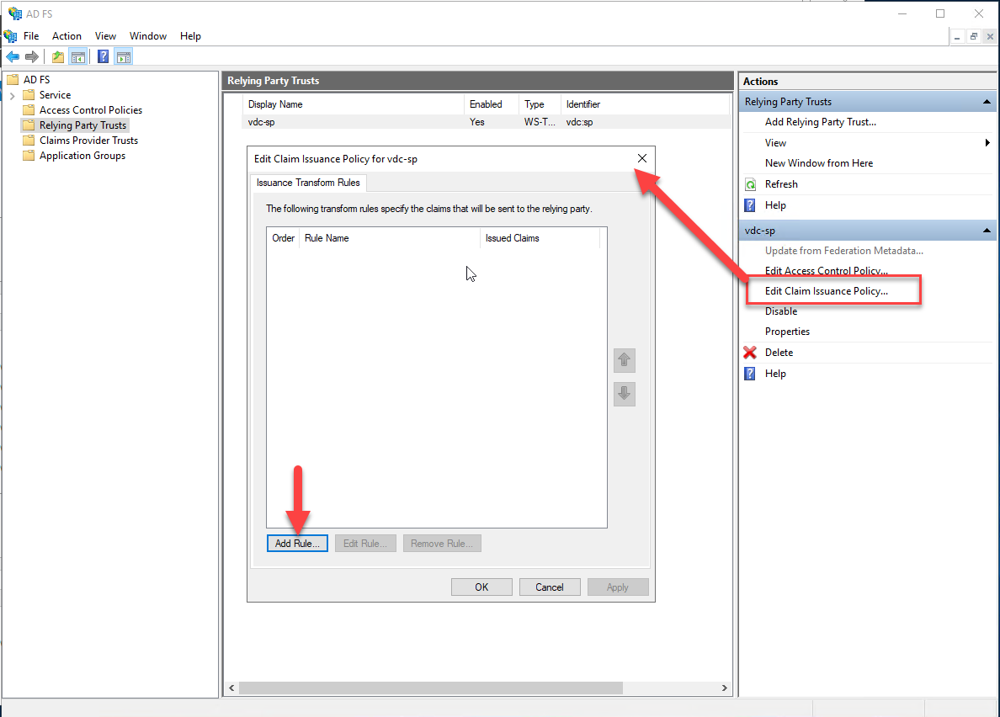 AD FS
File Action View Window Help
AD FS
Service
Access Control Policies
Relying Party Trusts
Claims Provider Trusts
Application Groups
Relying Party Trusts
Display Name Enabled Type Identifier
vdc-sp Yes WS-T... vdc:sp
Edit Claim Issuance Policy for vdc-sp
Issuance Transform Rules
The following transform rules specify the claims that will be sent to the relying party.
Order Rule Name Issued Claims
Add Rule... Edit Rule... Remove Rule...
OK Cancel Apply
Actions
Relying Party Trusts
Add Relying Party Trust...
View
New Window from Here
Refresh
Help
vdc-sp
Update from Federation Metadata...
Edit Access Control Policy...
Edit Claim Issuance Policy...
Disable
Properties
Delete
Help